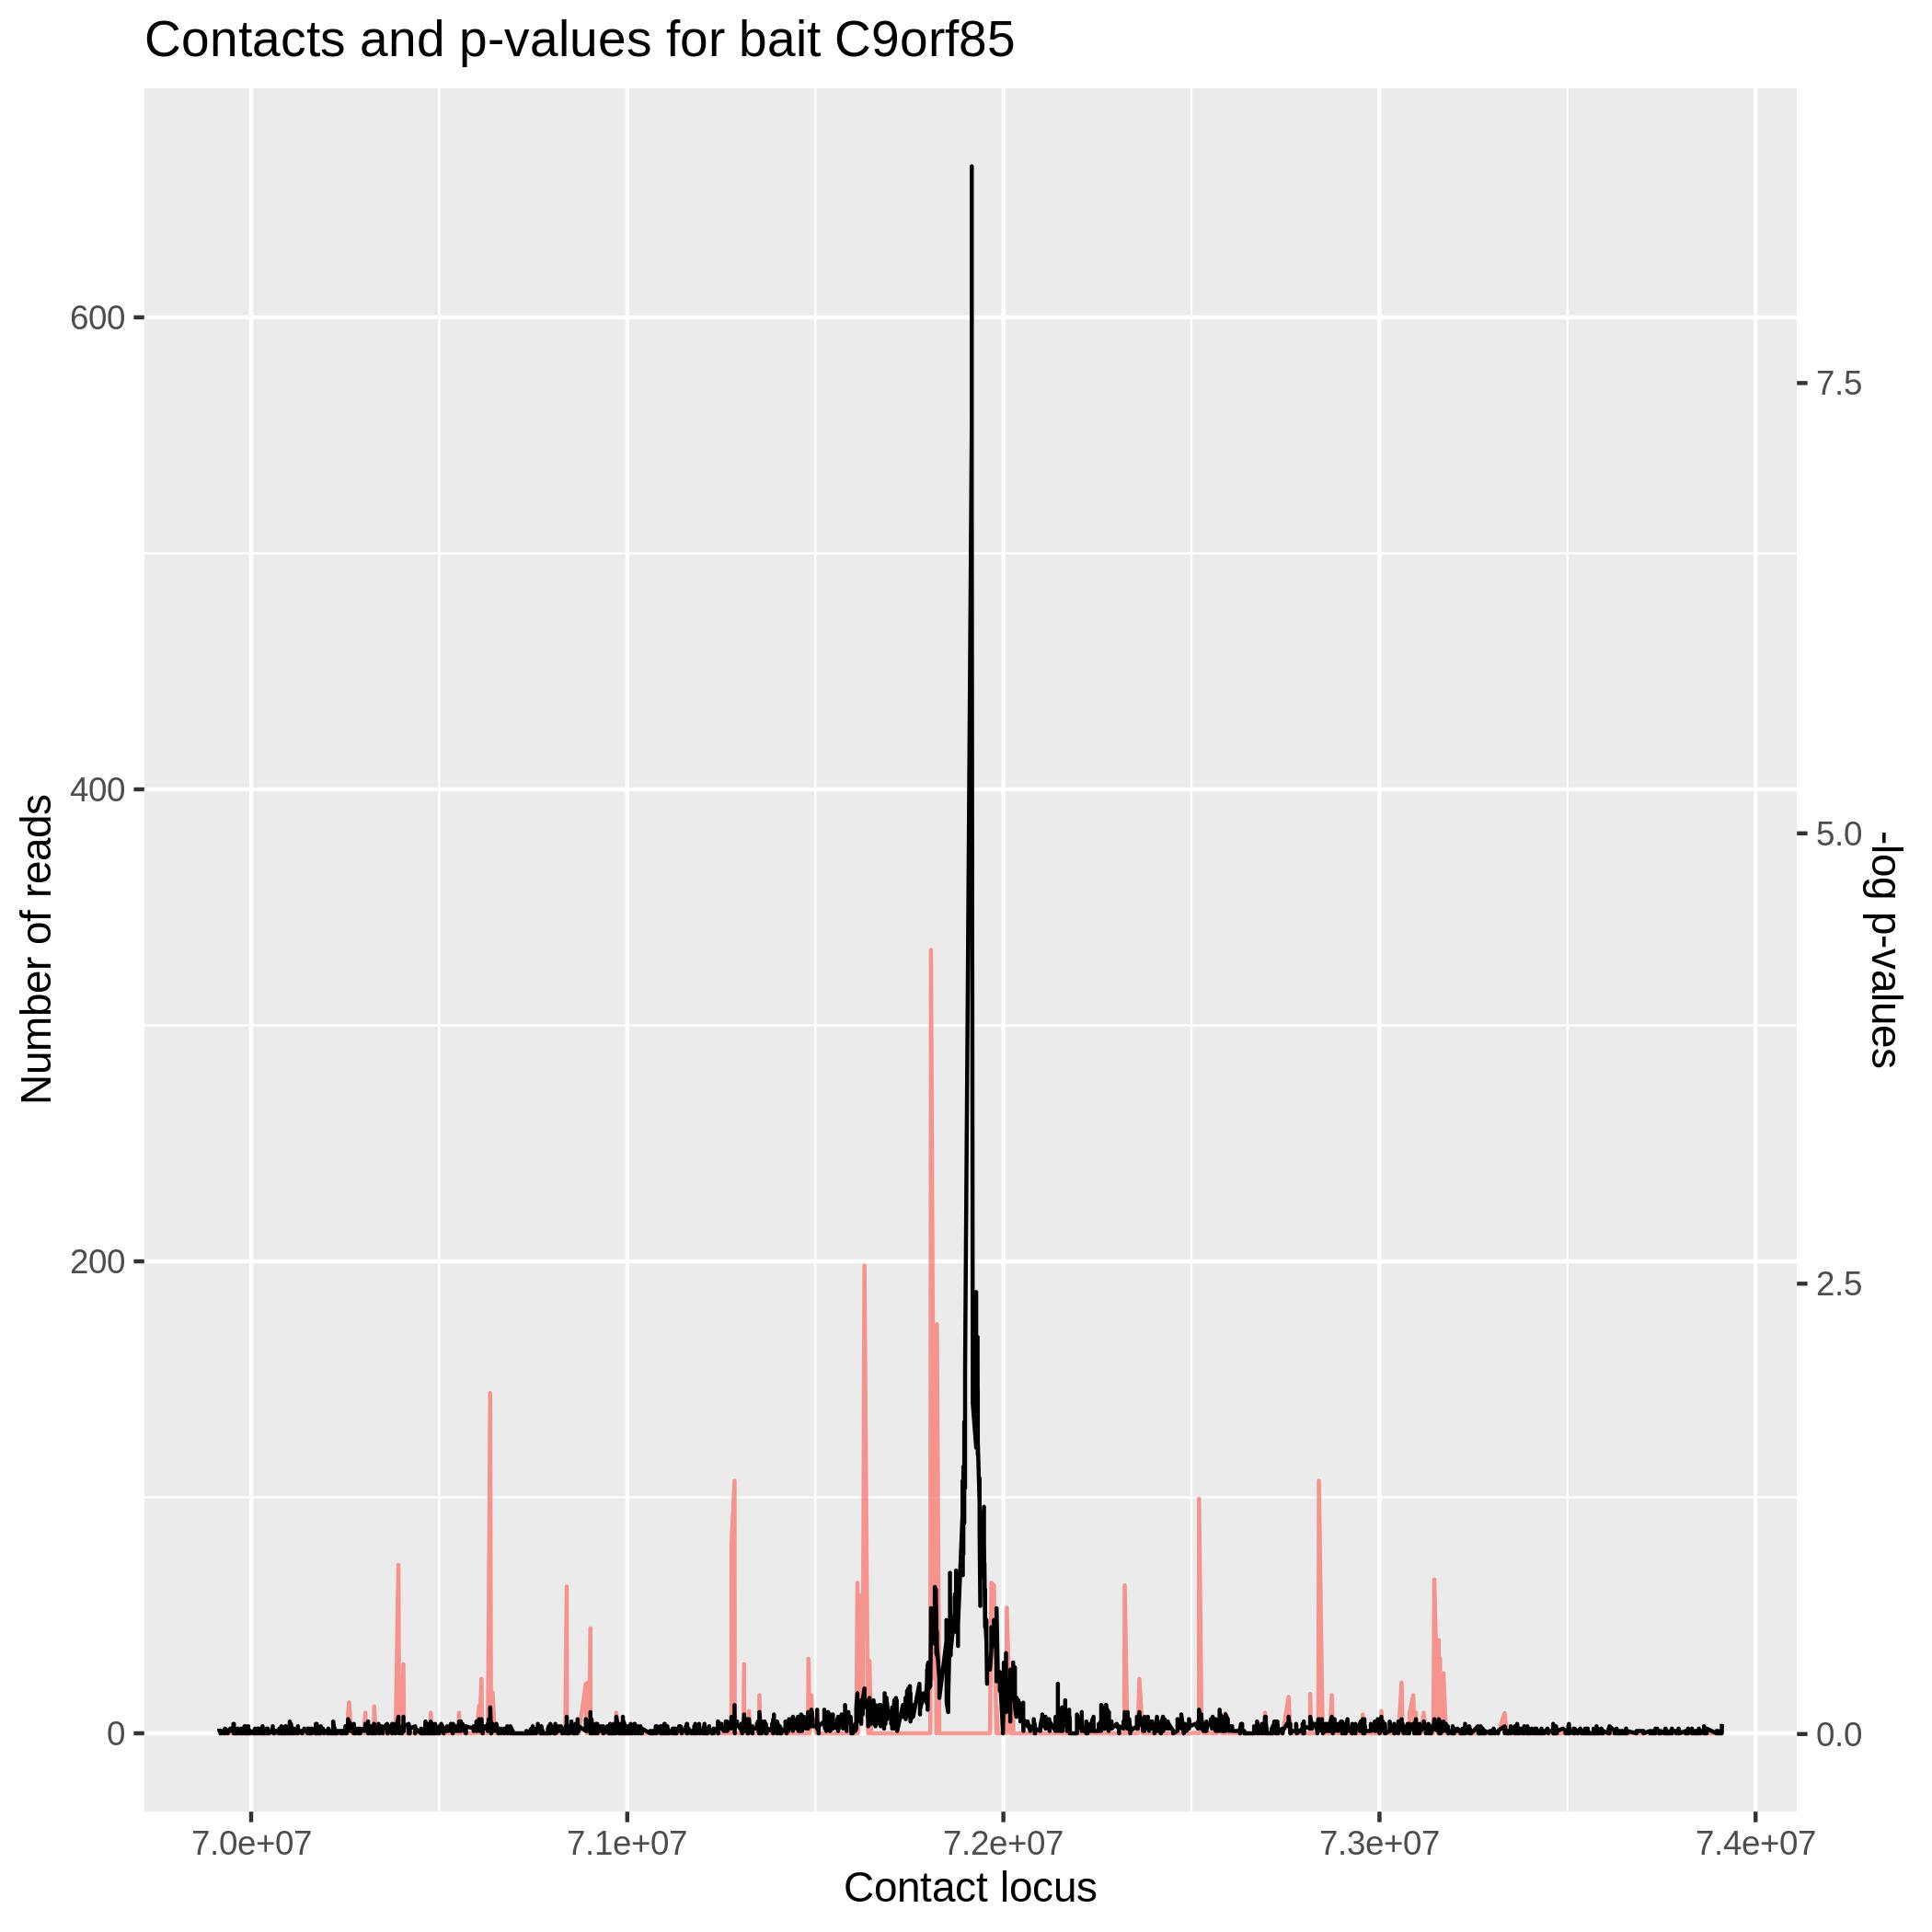 Contacts and p-values for bait C9orf85
600
400
200
0
7.5
5.0
2.5
0.0
Number of reads
-log p-values
7.0e+07
7.1e+07
7.2e+07
7.3e+07
7.4e+07
Contact locus